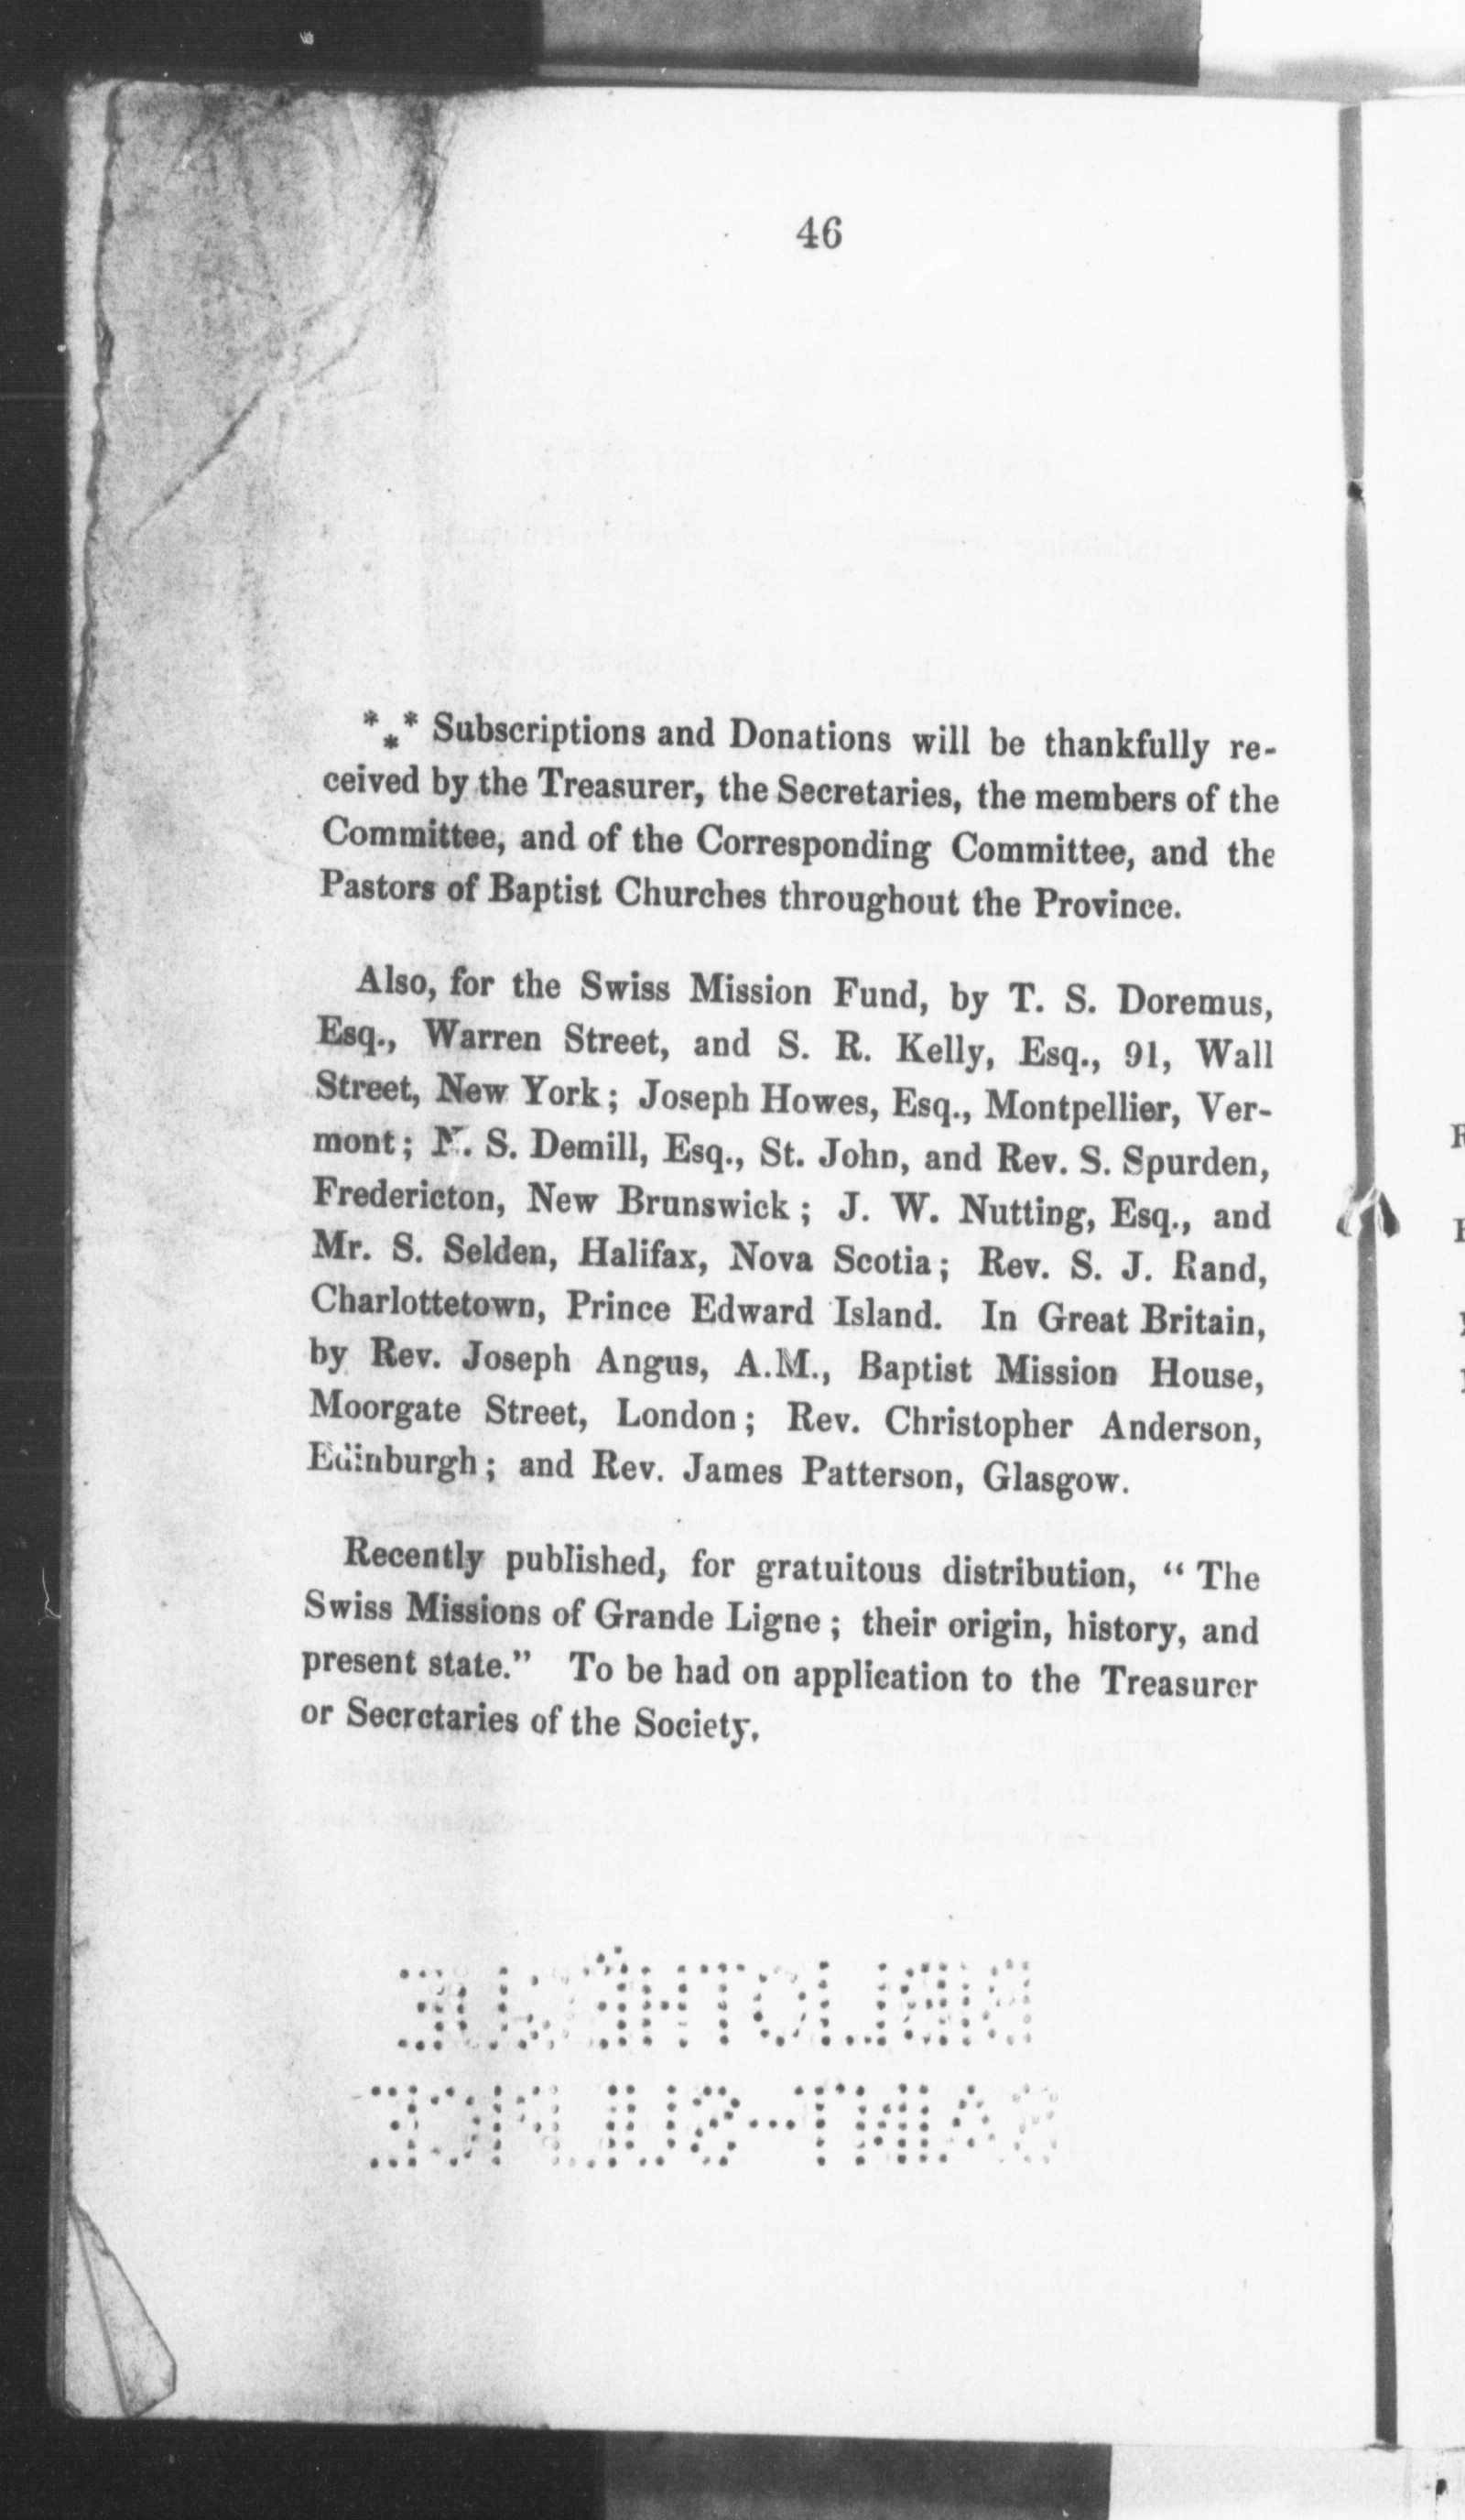 46
*⁎* Subscriptions and Donations will be thankfully re-
ceived by the Treasurer, the Secretaries, the members of the
Committee, and of the Corresponding Committee, and the
Pastors of Baptist Churches throughout the Province.
Also, for the Swiss Mission Fund, by T. S. Doremus,
Esq., Warren Street, and S. R. Kelly, Esq., 91, Wall
Street, New York; Joseph Howes, Esq., Montpellier, Ver-
mont; N. S. Demill, Esq., St. John, and Rev. S. Spurden,
Fredericton, New Brunswick; J. W. Nutting, Esq., and
Mr. S. Selden, Halifax, Nova Scotia; Rev. S. J. Rand,
Charlottetown, Prince Edward Island. In Great Britain,
by Rev. Joseph Angus, A.M., Baptist Mission House,
Moorgate Street, London; Rev. Christopher Anderson,
Edinburgh; and Rev. James Patterson, Glasgow.
Recently published, for gratuitous distribution, “ The
Swiss Missions of Grande Ligne; their origin, history, and
present state.” To be had on application to the Treasurer
or Secretaries of the Society.
BIBLIOTHÈQUE
SAINT-SULPICE